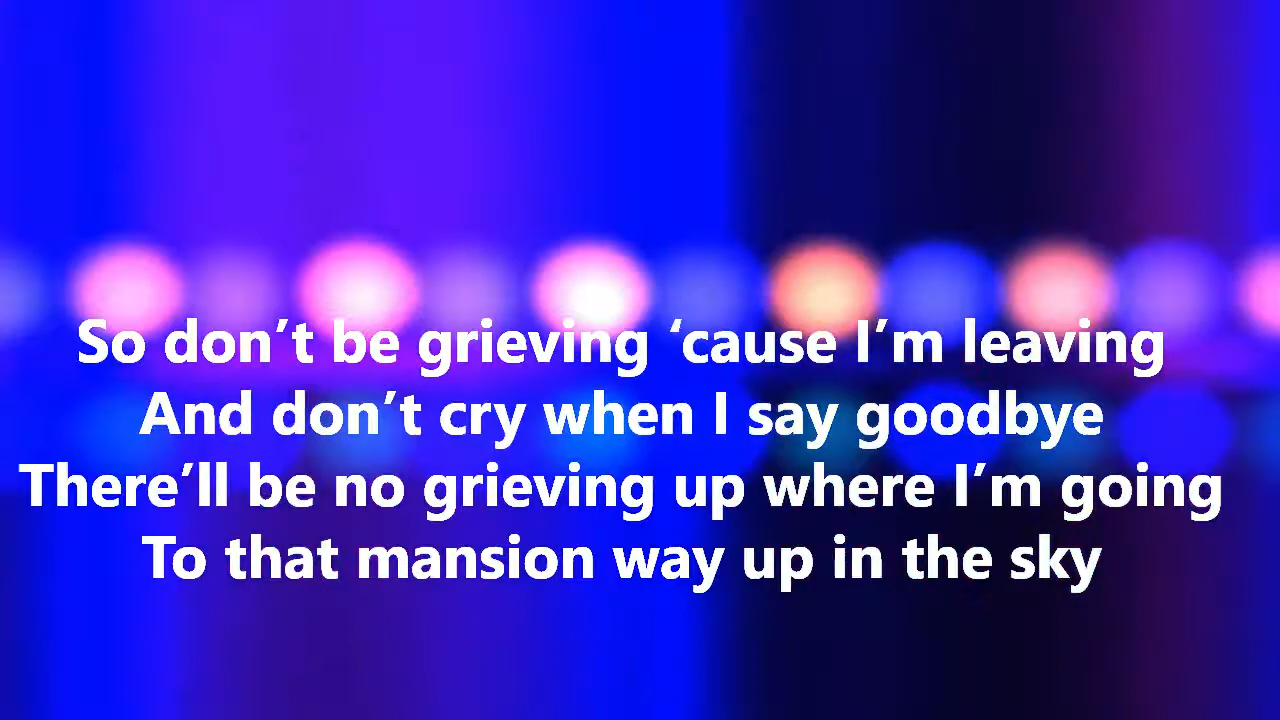 So don’t be grieving ‘cause I’m leaving
And don’t cry when I say goodbye
There’ll be no grieving up where I’m going
To that mansion way up in the sky